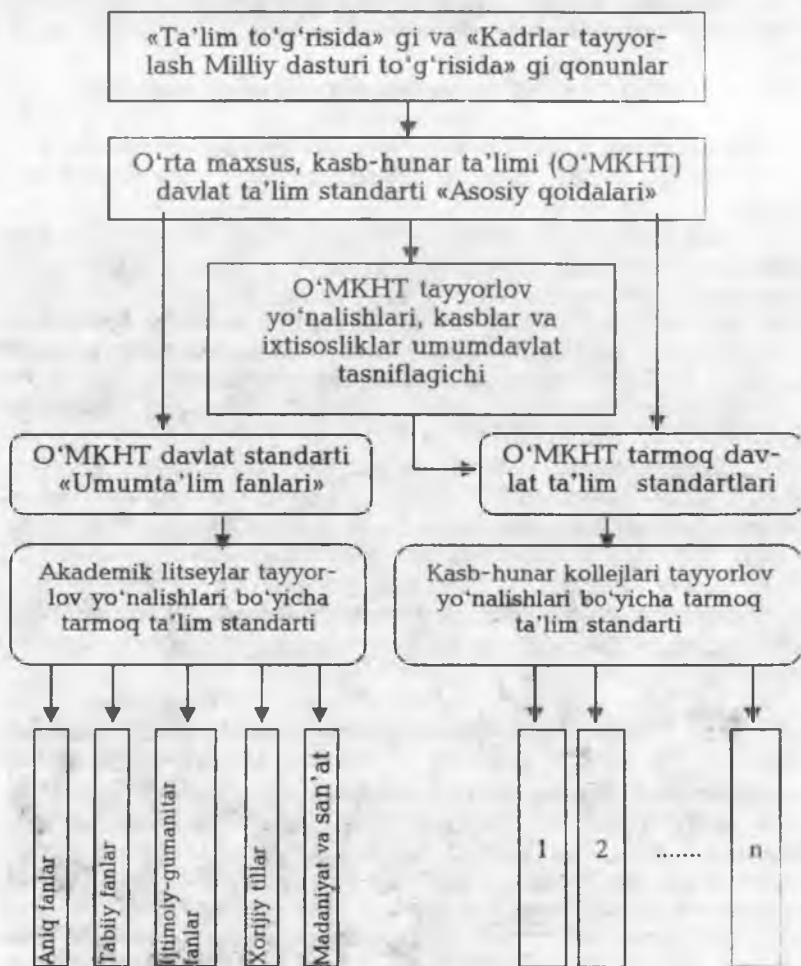 «Ta'lim to'g'risida» gi va «Kadrlar tayyor-
lash Milliy dasturi to'g'risida» gi qonunlar
O'rta maxsus, kasb-hunar ta'limi (O'MKHT)
davlat ta'lim standarti «Asosiy qoidalari»
O'MKHT tayyorlov
yo'nalishlari, kasblar va
ixtisosliklar umumdavlat
tasniflagichi
O'MKHT davlat standarti
«Umumta'lim fanlari»
O'MKHT tarmoq dav-
lat ta'lim standartlari
Akademik litseylar tayyor-
lov yo'nalishlari bo'yicha
tarmoq ta'lim standarti
Kasb-hunar kollejlari tayyorlov
yo'nalishlari bo'yicha tarmoq
ta'lim standarti
Aniq fanlar
Tabiiy fanlar
Ijtimoiy-gumanitar
fanlar
Xorijiy tillar
Madaniyat va san'at
1
2
.......
n